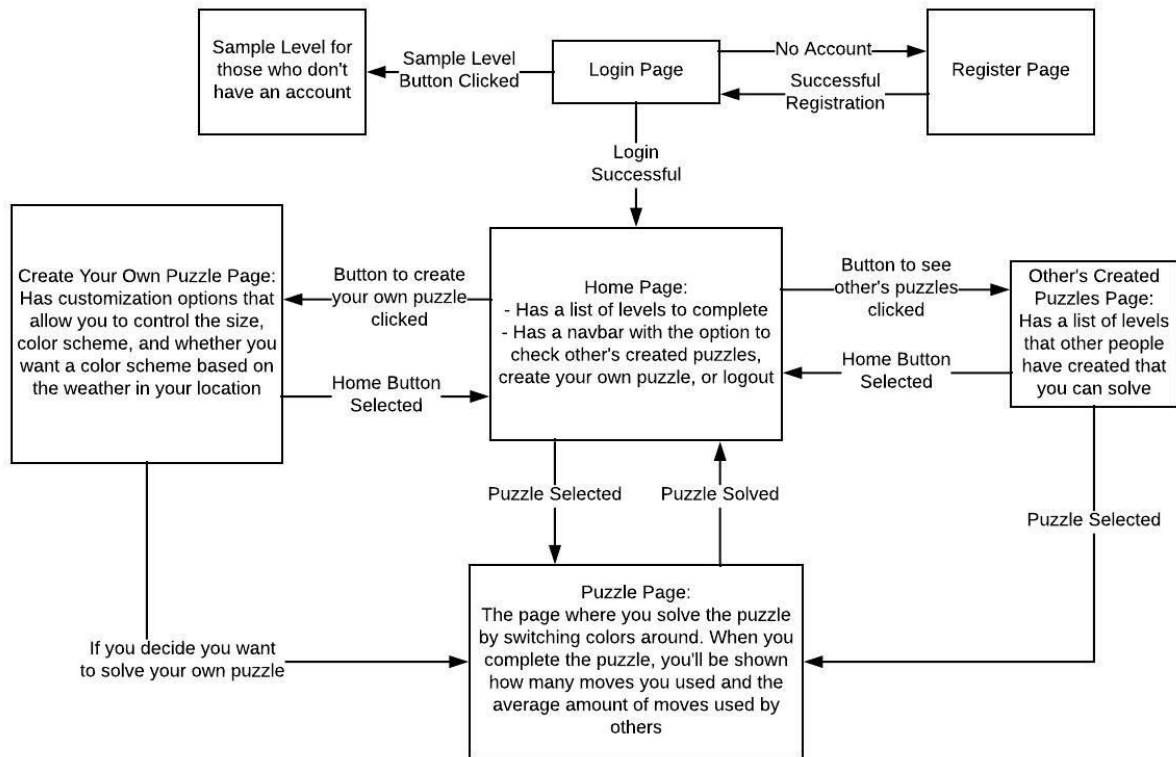 Sample Level for
those who don't
have an account
Sample Level
Button Clicked
Login Page
No Account
Successful
Registration
Register Page
Login
Successful
Create Your Own Puzzle Page:
Has customization options that
allow you to control the size,
color scheme, and whether you
want a color scheme based on
the weather in your location
Button to create
your own puzzle
clicked
Home Button
Selected
Home Page:
- Has a list of levels to complete
- Has a navbar with the option to
check other's created puzzles,
create your own puzzle, or logout
Button to see
other's puzzles
clicked
Home Button
Selected
Other's Created
Puzzles Page:
Has a list of levels
that other people
have created that
you can solve
Puzzle Selected
Puzzle Solved
Puzzle Selected
If you decide you want
to solve your own puzzle
Puzzle Page:
The page where you solve the puzzle
by switching colors around. When you
complete the puzzle, you'll be shown
how many moves you used and the
average amount of moves used by
others